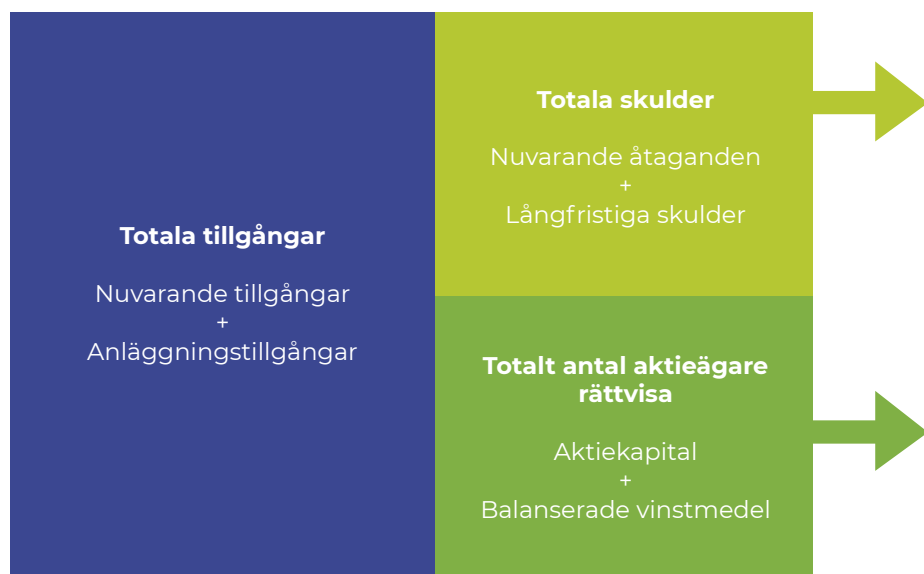 Totala tillgångar
Nuvarande tillgångar
+
Anläggningstillgångar
Totala skulder
Nuvarande åtaganden
+
Långfristiga skulder
Totalt antal aktieägare
rättvisa
Aktiekapital
+
Balanserade vinstmedel